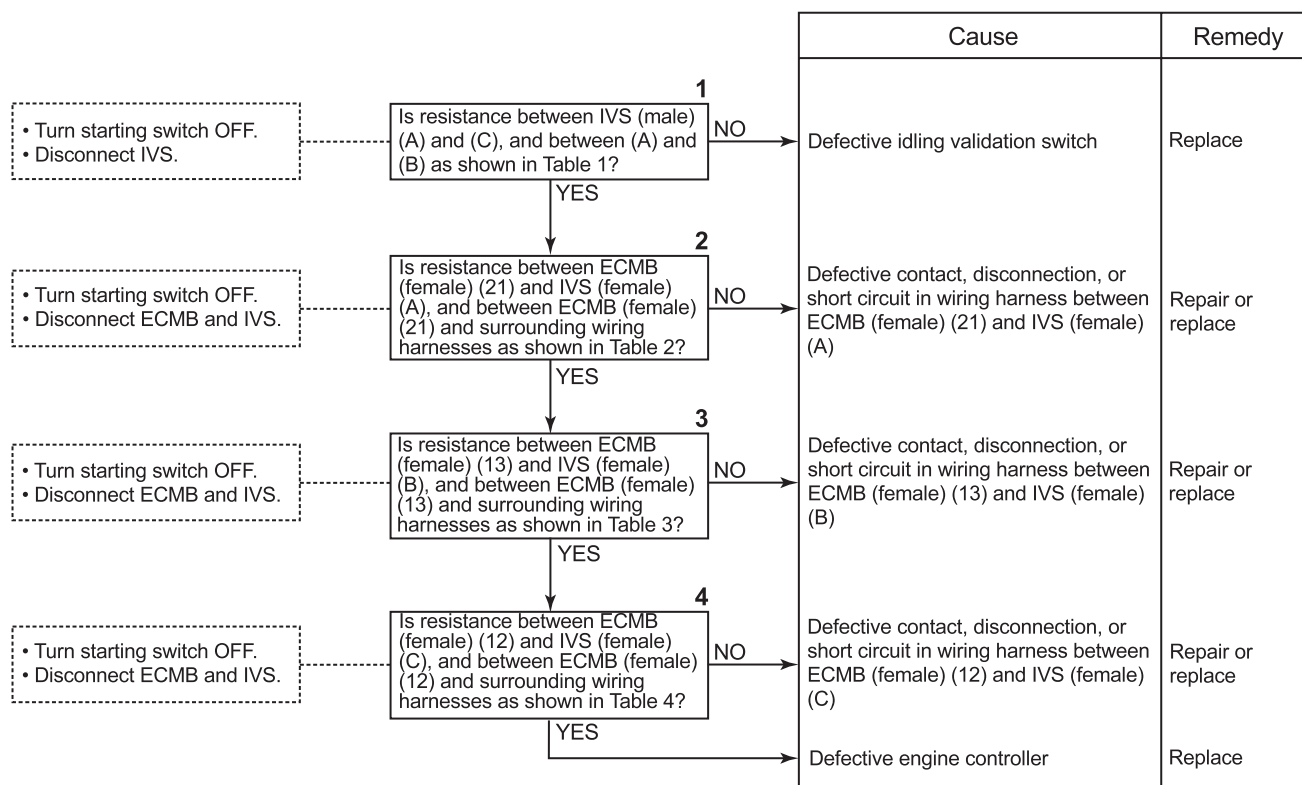 Cause
Remedy
1
• Turn starting switch OFF.
• Disconnect IVS.
Is resistance between IVS (male)
(A) and (C), and between (A) and
(B) as shown in Table 1?
NO
Defective idling validation switch
Replace
YES
2
• Turn starting switch OFF.
• Disconnect ECMB and IVS.
Is resistance between ECMB
(female) (21) and IVS (female)
(A), and between ECMB (female)
(21) and surrounding wiring
harnesses as shown in Table 2?
NO
Defective contact, disconnection, or
short circuit in wiring harness between
ECMB (female) (21) and IVS (female)
(A)
Repair or
replace
YES
3
• Turn starting switch OFF.
• Disconnect ECMB and IVS.
Is resistance between ECMB
(female) (13) and IVS (female)
(B), and between ECMB (female)
(13) and surrounding wiring
harnesses as shown in Table 3?
NO
Defective contact, disconnection, or
short circuit in wiring harness between
ECMB (female) (13) and IVS (female)
(B)
Repair or
replace
YES
4
• Turn starting switch OFF.
• Disconnect ECMB and IVS.
Is resistance between ECMB
(female) (12) and IVS (female)
(C), and between ECMB (female)
(12) and surrounding wiring
harnesses as shown in Table 4?
NO
Defective contact, disconnection, or
short circuit in wiring harness between
ECMB (female) (12) and IVS (female)
(C)
Repair or
replace
YES
Defective engine controller
Replace